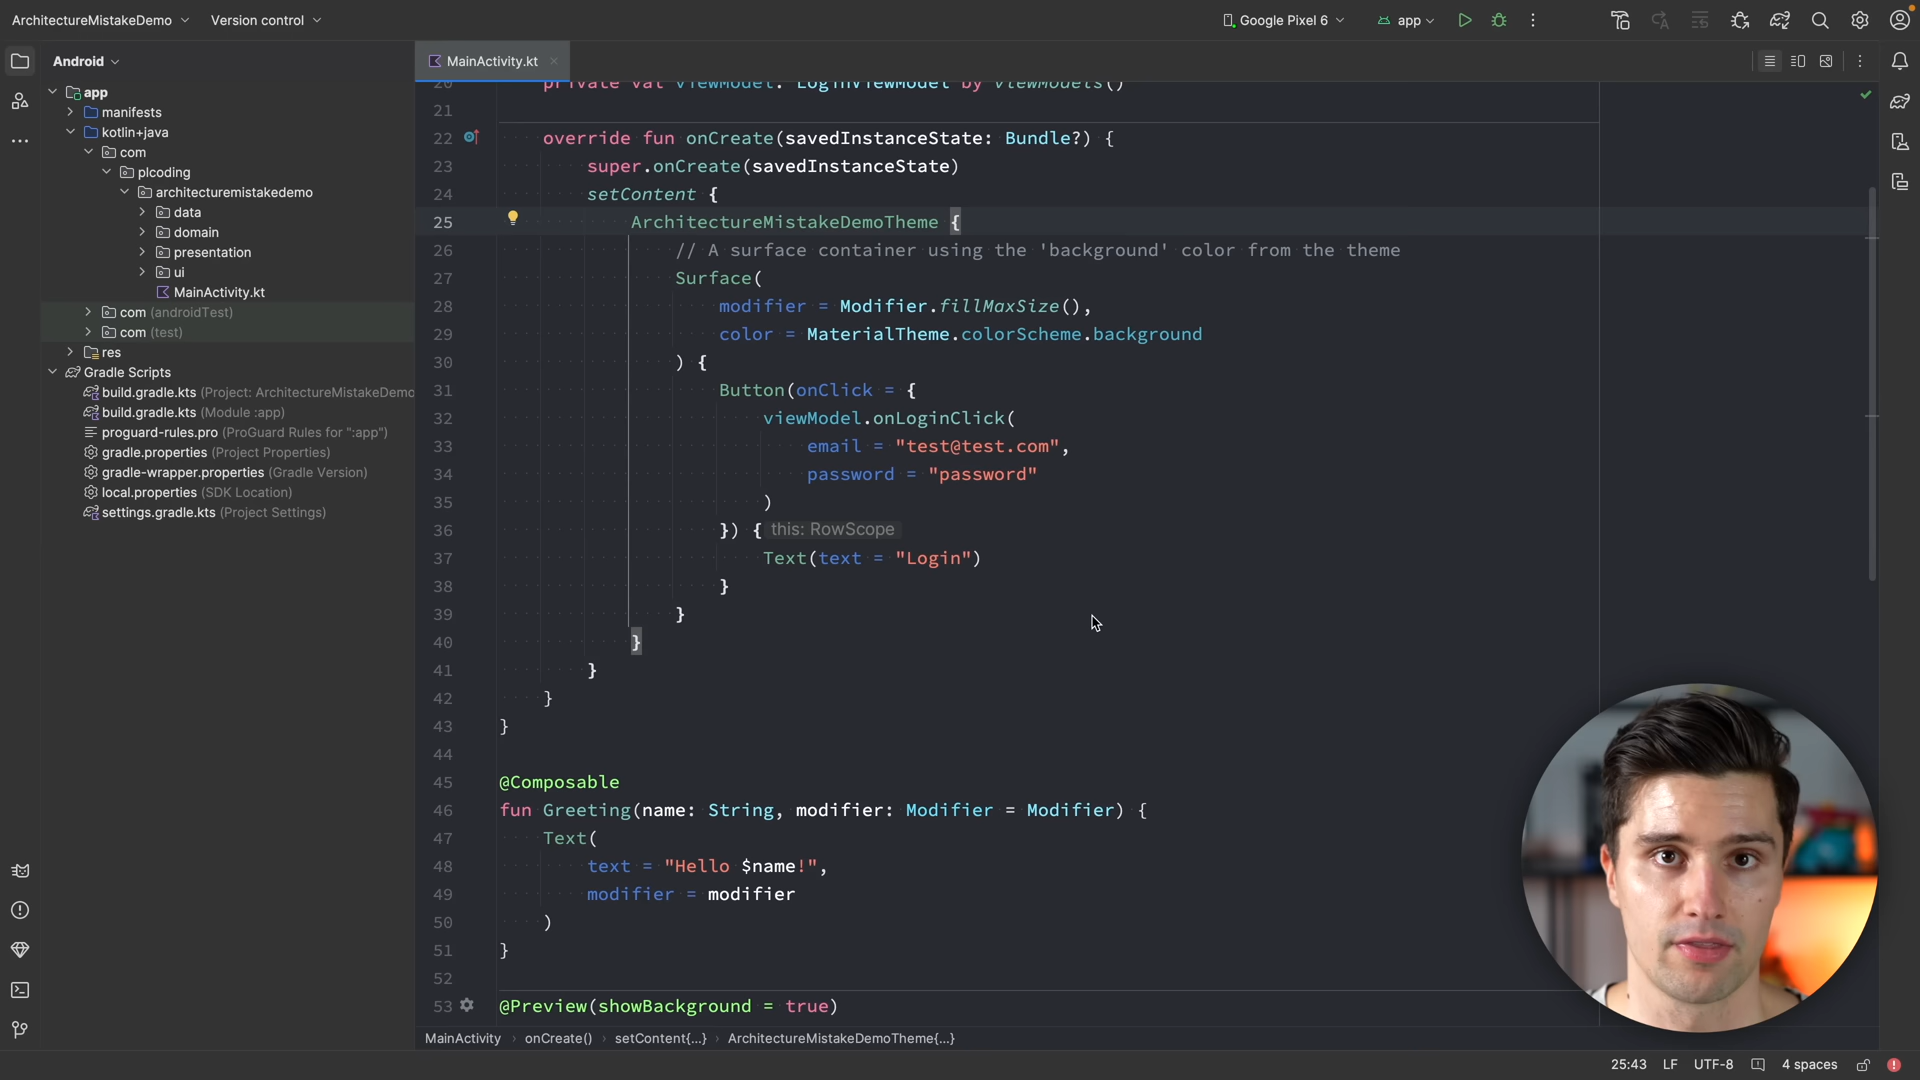 ArchitectureMistakeDemo
Version control
Google Pixel 6
app
Android
MainActivity.kt
app
manifests
kotlin+java
com
plcoding
architecturemistakedemo
data
domain
presentation
ui
MainActivity.kt
com (androidTest)
com (test)
res
Gradle Scripts
build.gradle.kts (Project: ArchitectureMistakeDemo
build.gradle.kts (Module :app)
proguard-rules.pro (ProGuard Rules for ":app")
gradle.properties (Project Properties)
gradle-wrapper.properties (Gradle Version)
local.properties (SDK Location)
settings.gradle.kts (Project Settings)
20 private val viewModel: LoginViewModel by viewModels()
21
22 override fun onCreate(savedInstanceState: Bundle?) {
23 super.onCreate(savedInstanceState)
24 setContent {
25 ArchitectureMistakeDemoTheme {
26 // A surface container using the 'background' color from the theme
27 Surface(
28 modifier = Modifier.fillMaxSize(),
29 color = MaterialTheme.colorScheme.background
30 ) {
31 Button(onClick = {
32 viewModel.onLoginClick(
33 email = "test@test.com",
34 password = "password"
35 )
36 }) { this: RowScope
37 Text(text = "Login")
38 }
39 }
40 }
41 }
42 }
43 }
44
45 @Composable
46 fun Greeting(name: String, modifier: Modifier = Modifier) {
47 Text(
48 text = "Hello $name!",
49 modifier = modifier
50 )
51 }
52
53 @Preview(showBackground = true)
MainActivity › onCreate() › setContent{...} › ArchitectureMistakeDemoTheme{...}
25:43 LF UTF-8 4 spaces